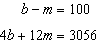 b − m = 100
4b + 12m = 3056